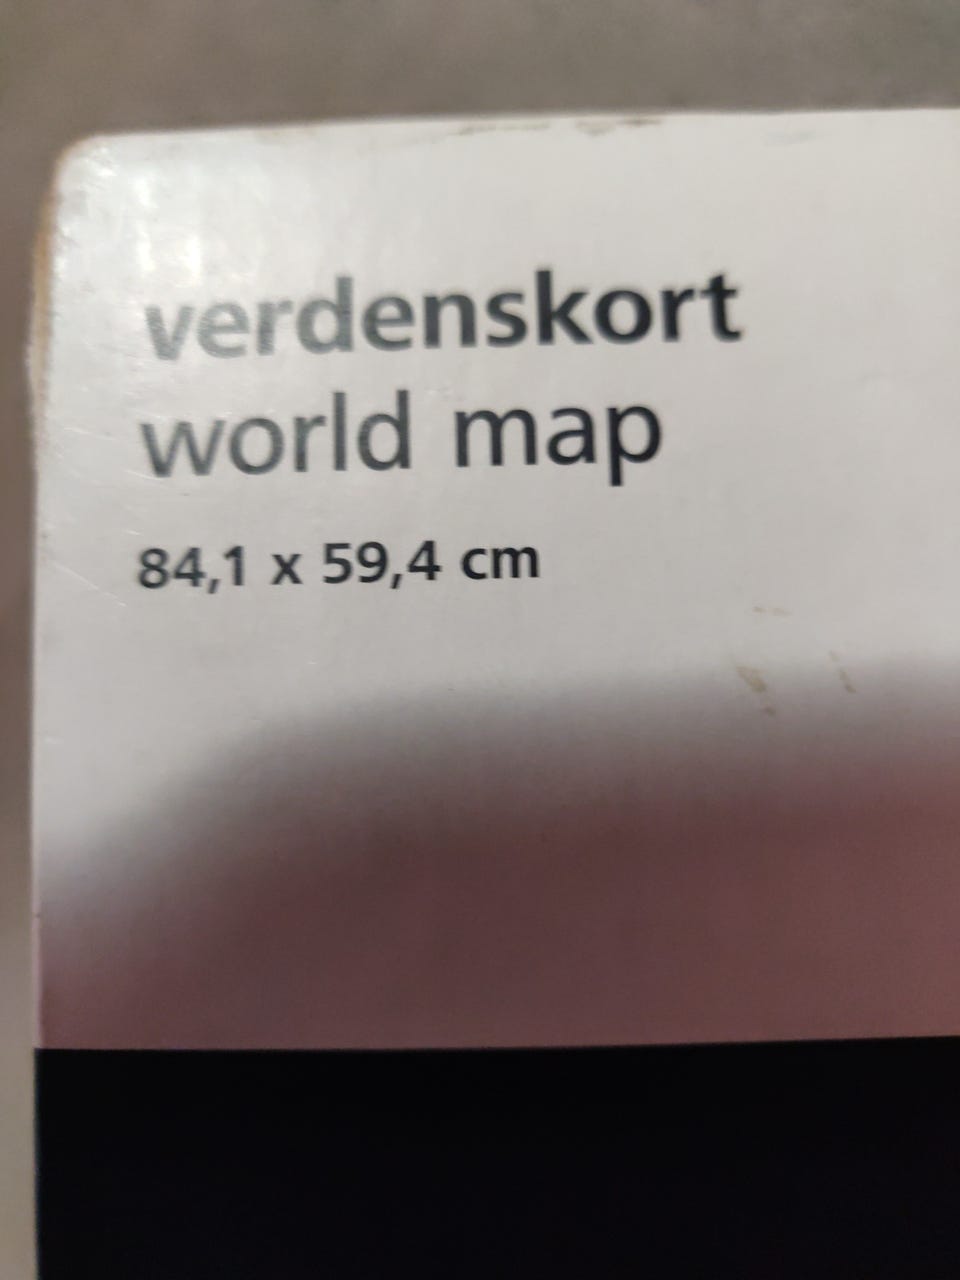 verdenskort
world map
84,1 x 59,4 cm